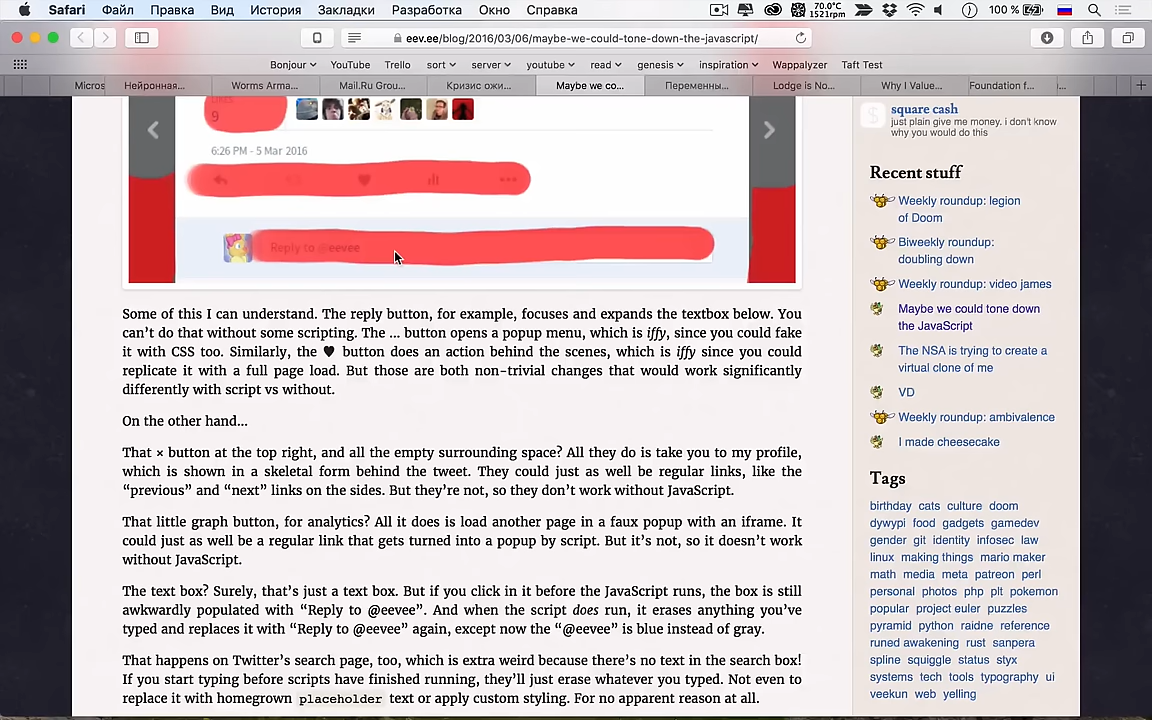 Safari Файл Правка Вид История Закладки Разработка Окно Справка 70.0°C 1521rpm 100 %
eev.ee/blog/2016/03/06/maybe-we-could-tone-down-the-javascript/
Bonjour YouTube Trello sort server youtube read genesis inspiration Wappalyzer Taft Test
Micros Нейронная... Worms Arma... Mail.Ru Grou... Кризис ожи... Maybe we co... Переменны... Lodge is No... Why I Value... Foundation f... ...
9
6:26 PM - 5 Mar 2016
Reply to @eevee
Some of this I can understand. The reply button, for example, focuses and expands the textbox below. You
can't do that without some scripting. The ... button opens a popup menu, which is iffy, since you could fake
it with CSS too. Similarly, the ♥ button does an action behind the scenes, which is iffy since you could
replicate it with a full page load. But those are both non-trivial changes that would work significantly
differently with script vs without.
On the other hand...
That × button at the top right, and all the empty surrounding space? All they do is take you to my profile,
which is shown in a skeletal form behind the tweet. They could just as well be regular links, like the
“previous” and “next” links on the sides. But they're not, so they don't work without JavaScript.
That little graph button, for analytics? All it does is load another page in a faux popup with an iframe. It
could just as well be a regular link that gets turned into a popup by script. But it's not, so it doesn't work
without JavaScript.
The text box? Surely, that's just a text box. But if you click in it before the JavaScript runs, the box is still
awkwardly populated with “Reply to @eevee”. And when the script does run, it erases anything you've
typed and replaces it with “Reply to @eevee” again, except now the “@eevee” is blue instead of gray.
That happens on Twitter's search page, too, which is extra weird because there's no text in the search box!
If you start typing before scripts have finished running, they'll just erase whatever you typed. Not even to
replace it with homegrown placeholder text or apply custom styling. For no apparent reason at all.
square cash
just plain give me money. i don't know
why you would do this
Recent stuff
Weekly roundup: legion
of Doom
Biweekly roundup:
doubling down
Weekly roundup: video james
Maybe we could tone down
the JavaScript
The NSA is trying to create a
virtual clone of me
VD
Weekly roundup: ambivalence
I made cheesecake
Tags
birthday cats culture doom
dywypi food gadgets gamedev
gender git identity infosec law
linux making things mario maker
math media meta patreon perl
personal photos php plt pokemon
popular project euler puzzles
pyramid python raidne reference
runed awakening rust sanpera
spline squiggle status styx
systems tech tools typography ui
veekun web yelling